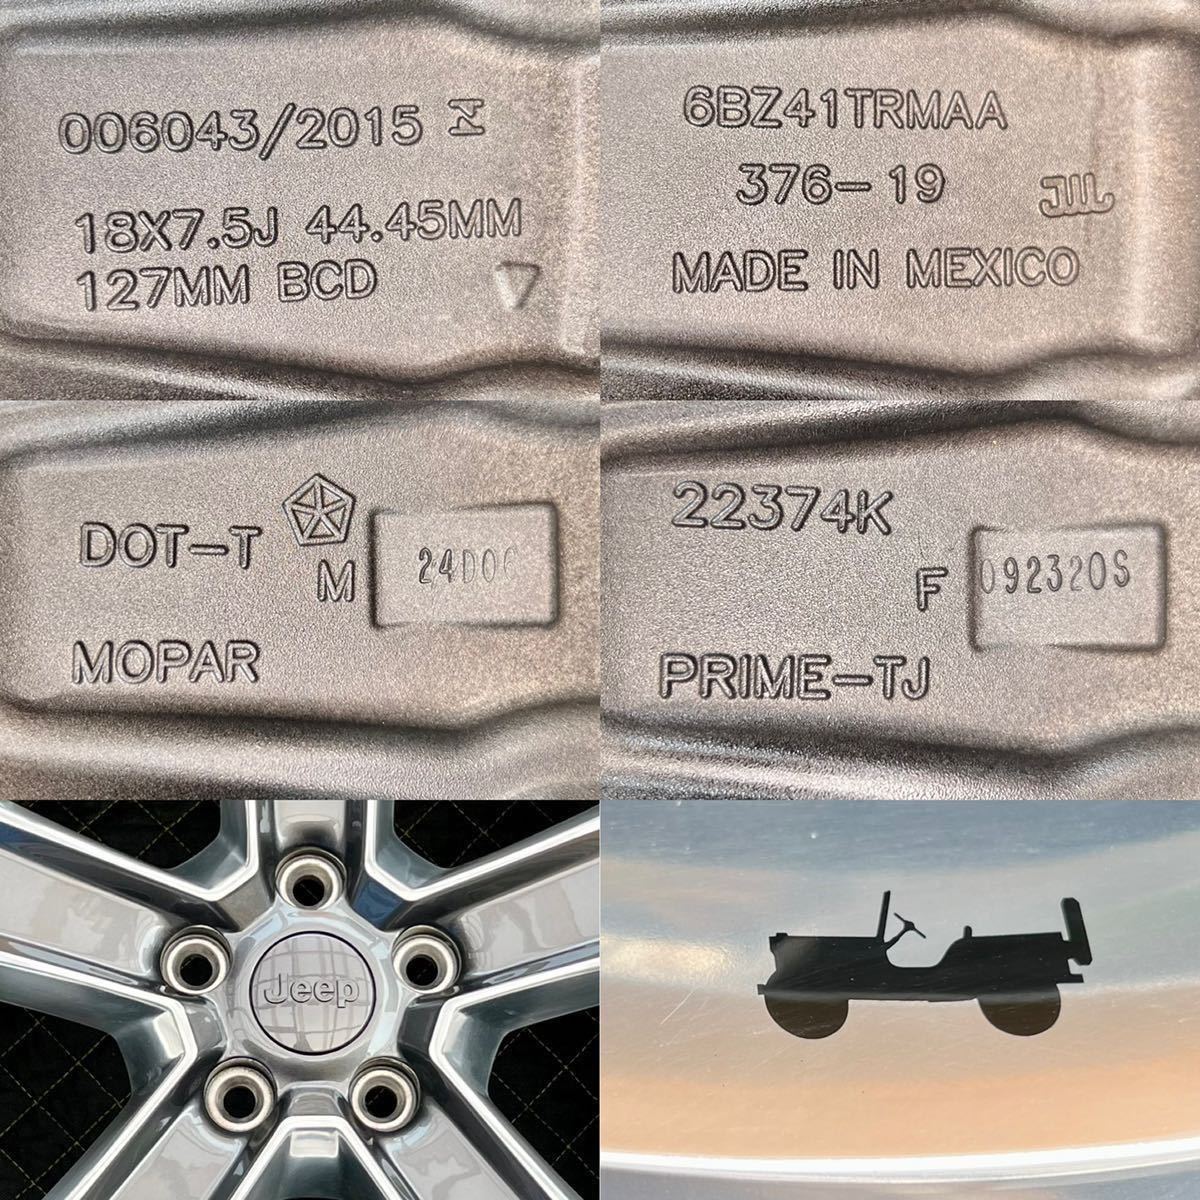 006043/2015
18X7.5J 44.45MM
127MM BCD
6BZ41TRMAA
376-19
JWL
MADE IN MEXICO
DOT-T
M
MOPAR
22374K
F 092320S
PRIME-TJ
Jeep